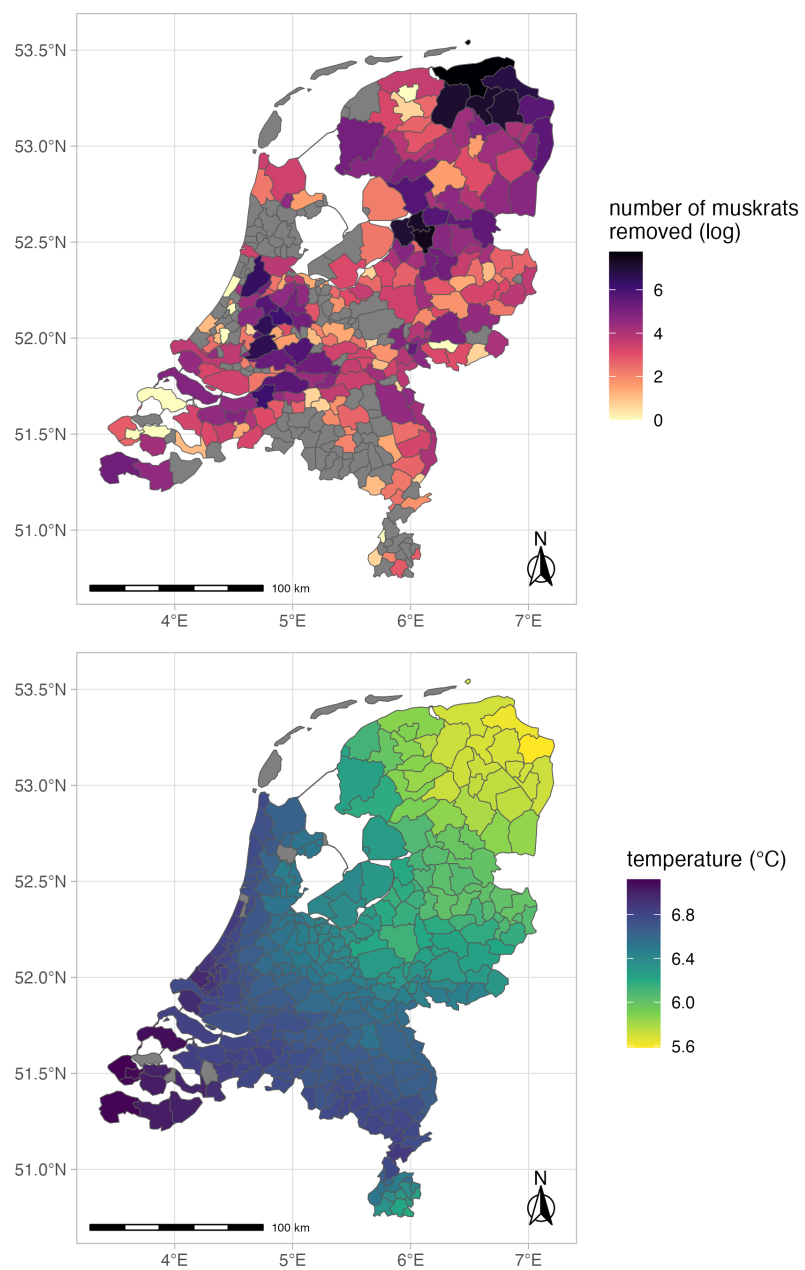 53.5°N
53.0°N
52.5°N
52.0°N
51.5°N
51.0°N
4°E 5°E 6°E 7°E
100 km
N
number of muskrats
removed (log)
6
4
2
0
53.5°N
53.0°N
52.5°N
52.0°N
51.5°N
51.0°N
4°E 5°E 6°E 7°E
100 km
N
temperature (°C)
6.8
6.4
6.0
5.6